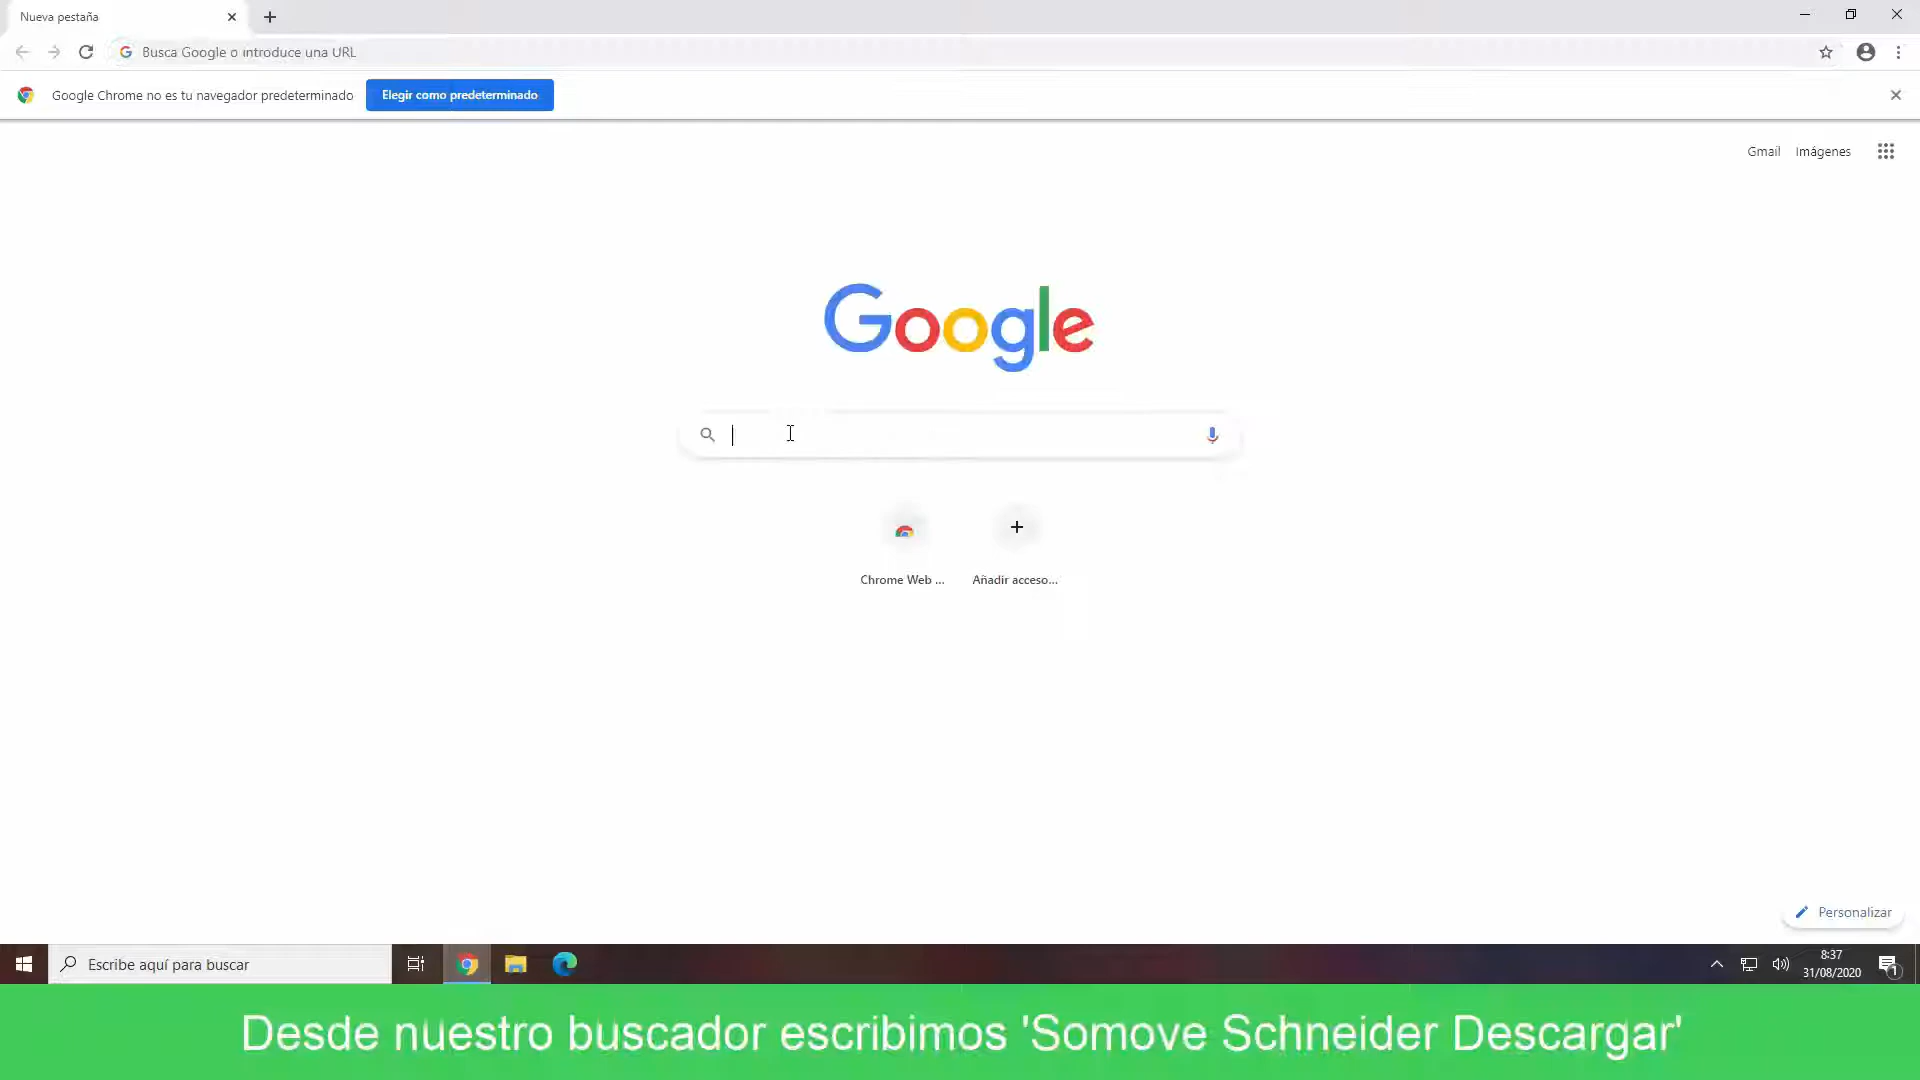 Nueva pestaña
Busca Google o introduce una URL
Google Chrome no es tu navegador predeterminado
Elegir como predeterminado
Gmail
Imágenes
Google
Chrome Web ...
Añadir acceso...
Personalizar
Escribe aquí para buscar
8:37
31/08/2020
1
Desde nuestro buscador escribimos 'Somove Schneider Descargar'